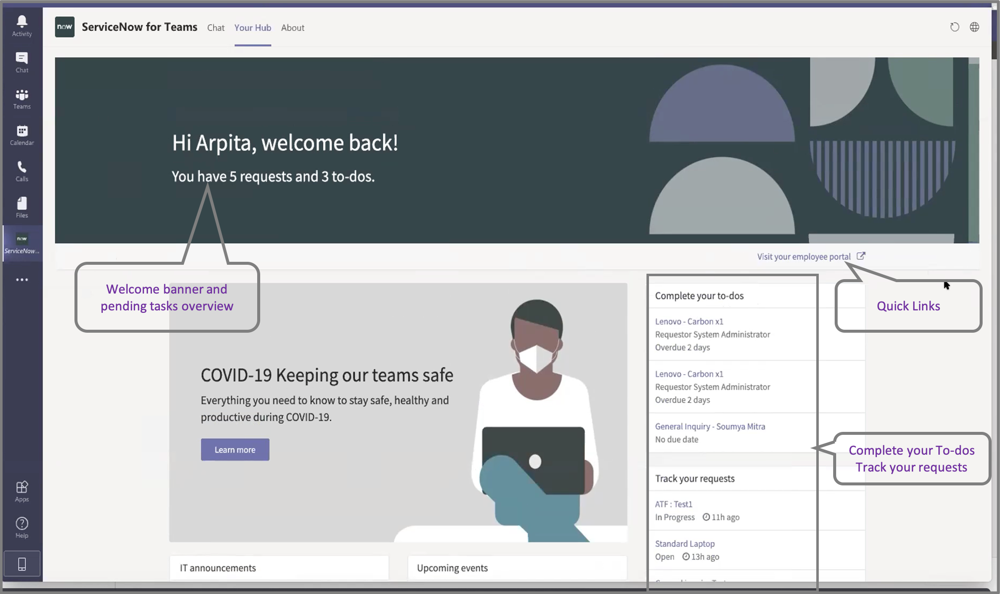 Activity
Chat
Teams
Calendar
Calls
Files
now
ServiceNow...
Apps
Help
now
ServiceNow for Teams
Chat
Your Hub
About
Hi Arpita, welcome back!
You have 5 requests and 3 to-dos.
Visit your employee portal
Welcome banner and
pending tasks overview
Quick Links
COVID-19 Keeping our teams safe
Everything you need to know to stay safe, healthy and
productive during COVID-19.
Learn more
Complete your to-dos
Lenovo - Carbon x1
Requestor System Administrator
Overdue 2 days
Lenovo - Carbon x1
Requestor System Administrator
Overdue 2 days
General Inquiry - Soumya Mitra
No due date
Complete your To-dos
Track your requests
Track your requests
ATF : Test1
In Progress 11h ago
Standard Laptop
Open 13h ago
IT announcements
Upcoming events